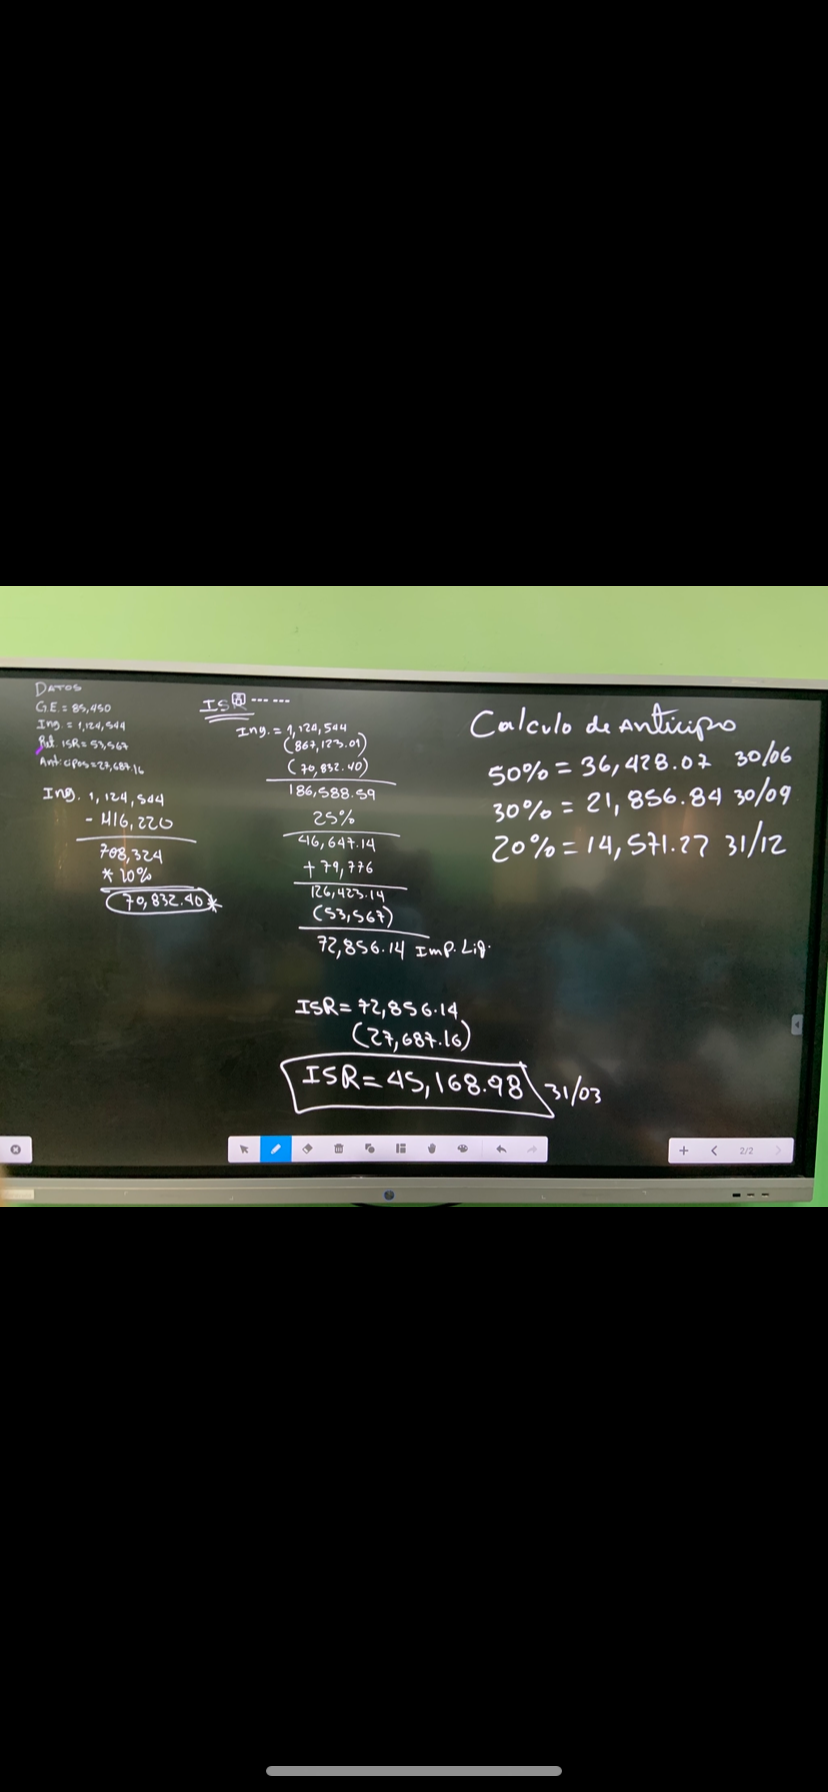 DATOS
G.E. = 85,450
Ing. = 1,124,544
Ret. ISR = 53,567
Anticipos = 27,687.16
Ing. 1,124,544
- 416,220
708,324
* 10%
70,832.40 *
ISR
Ing. = 1,124,544
(867,123.01)
(70,832.40)
186,588.59
25%
46,647.14
+ 79,776
126,423.14
(53,567)
72,856.14 Imp. Liq.
ISR = 72,856.14
(27,687.16)
ISR = 45,168.98 31/03
Calculo de Anticipo
50% = 36,428.07 30/06
30% = 21,856.84 30/09
20% = 14,571.27 31/12
2/2